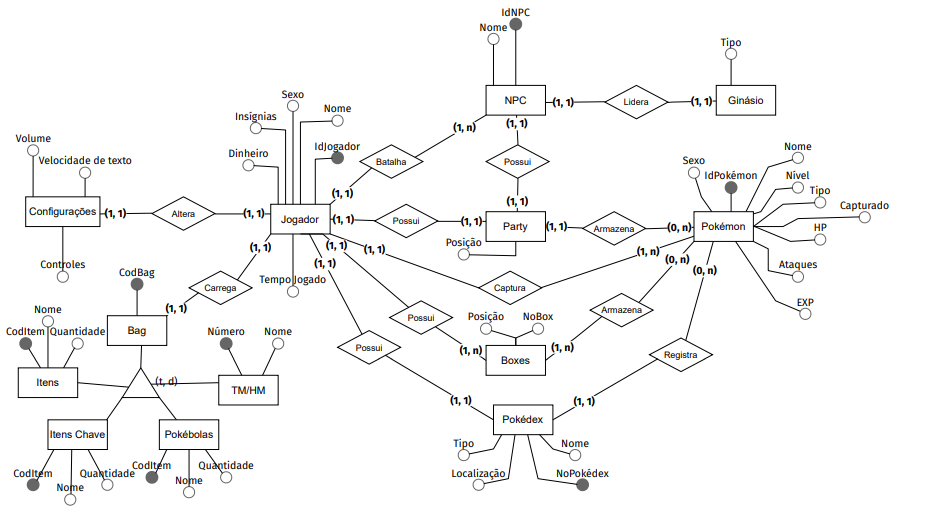 IdNPC
Nome
Tipo
NPC
(1, 1)
Lidera
(1, 1)
Ginásio
Sexo
Insígnias
Nome
Dinheiro
IdJogador
(1, n)
(1, 1)
Batalha
Possui
(1, 1)
(1, 1)
Volume
Velocidade de texto
Configurações
(1, 1)
Altera
(1, 1)
Jogador
(1, 1)
Possui
(1, 1)
Party
(1, 1)
Armazena
(0, n)
Pokémon
Posição
Sexo
IdPokémon
Nome
Nível
Tipo
Capturado
HP
Ataques
EXP
Controles
CodBag
(1, 1)
Carrega
(1, 1)
Tempo Jogado
(1, 1)
(1, 1)
(1, 1)
Captura
(1, n)
(0, n)
(0, n)
Bag
Nome
CodItem
Quantidade
Número
Nome
Possui
Posição
NoBox
Armazena
Possui
(1, n)
Boxes
(1, n)
Registra
Itens
(t, d)
TM/HM
(1, 1)
Pokédex
(1, 1)
Itens Chave
Pokébolas
Tipo
Nome
Localização
NoPokédex
CodItem
Nome
Quantidade
CodItem
Nome
Quantidade